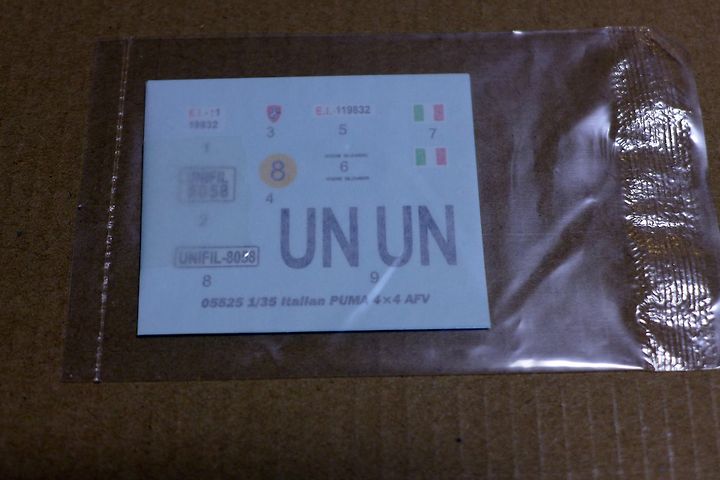 E.I.-11
19832
1
UNIFIL
8058
2
UNIFIL-8058
8
3
8
4
E.I.-119832
5
6
7
UN UN
9
05525 1/35 Italian PUMA 4×4 AFV